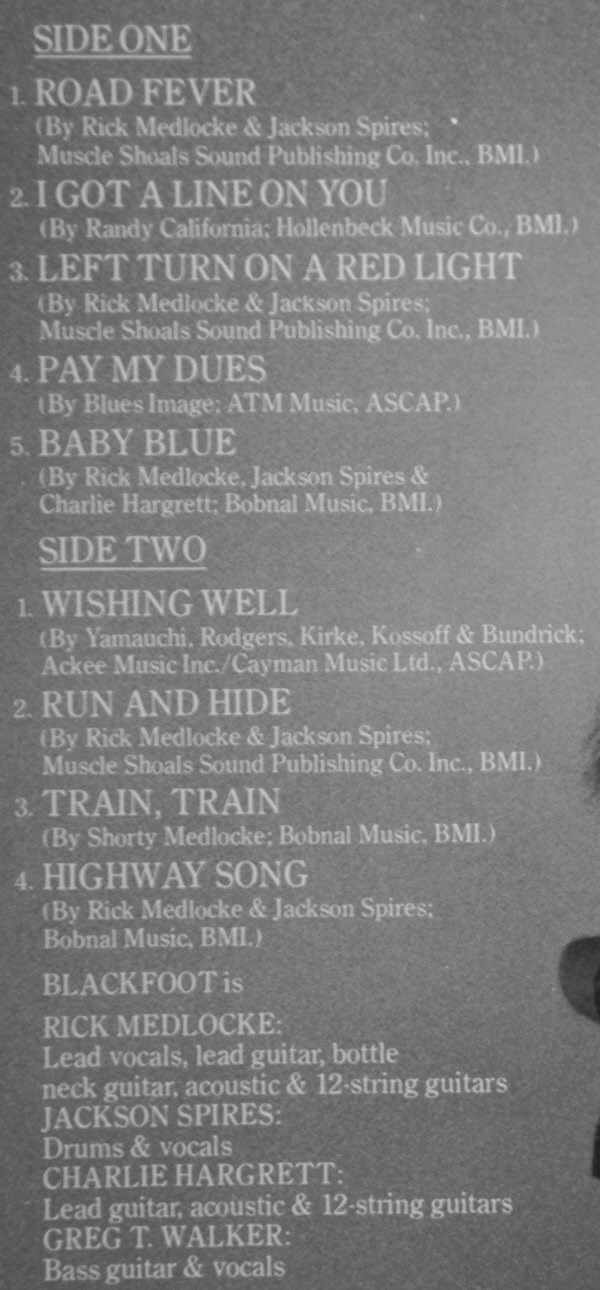 SIDE ONE
1. ROAD FEVER
(By Rick Medlocke & Jackson Spires;
Muscle Shoals Sound Publishing Co. Inc., BMI.)
2. I GOT A LINE ON YOU
(By Randy California; Hollenbeck Music Co., BMI.)
3. LEFT TURN ON A RED LIGHT
(By Rick Medlocke & Jackson Spires;
Muscle Shoals Sound Publishing Co. Inc., BMI.)
4. PAY MY DUES
(By Blues Image; ATM Music, ASCAP.)
5. BABY BLUE
(By Rick Medlocke, Jackson Spires &
Charlie Hargrett; Bobnal Music, BMI.)
SIDE TWO
1. WISHING WELL
(By Yamauchi, Rodgers, Kirke, Kossoff & Bundrick;
Ackee Music Inc./Cayman Music Ltd., ASCAP.)
2. RUN AND HIDE
(By Rick Medlocke & Jackson Spires;
Muscle Shoals Sound Publishing Co. Inc., BMI.)
3. TRAIN, TRAIN
(By Shorty Medlocke; Bobnal Music, BMI.)
4. HIGHWAY SONG
(By Rick Medlocke & Jackson Spires;
Bobnal Music, BMI.)
BLACKFOOT is
RICK MEDLOCKE:
Lead vocals, lead guitar, bottle
neck guitar, acoustic & 12-string guitars
JACKSON SPIRES:
Drums & vocals
CHARLIE HARGRETT:
Lead guitar, acoustic & 12-string guitars
GREG T. WALKER:
Bass guitar & vocals